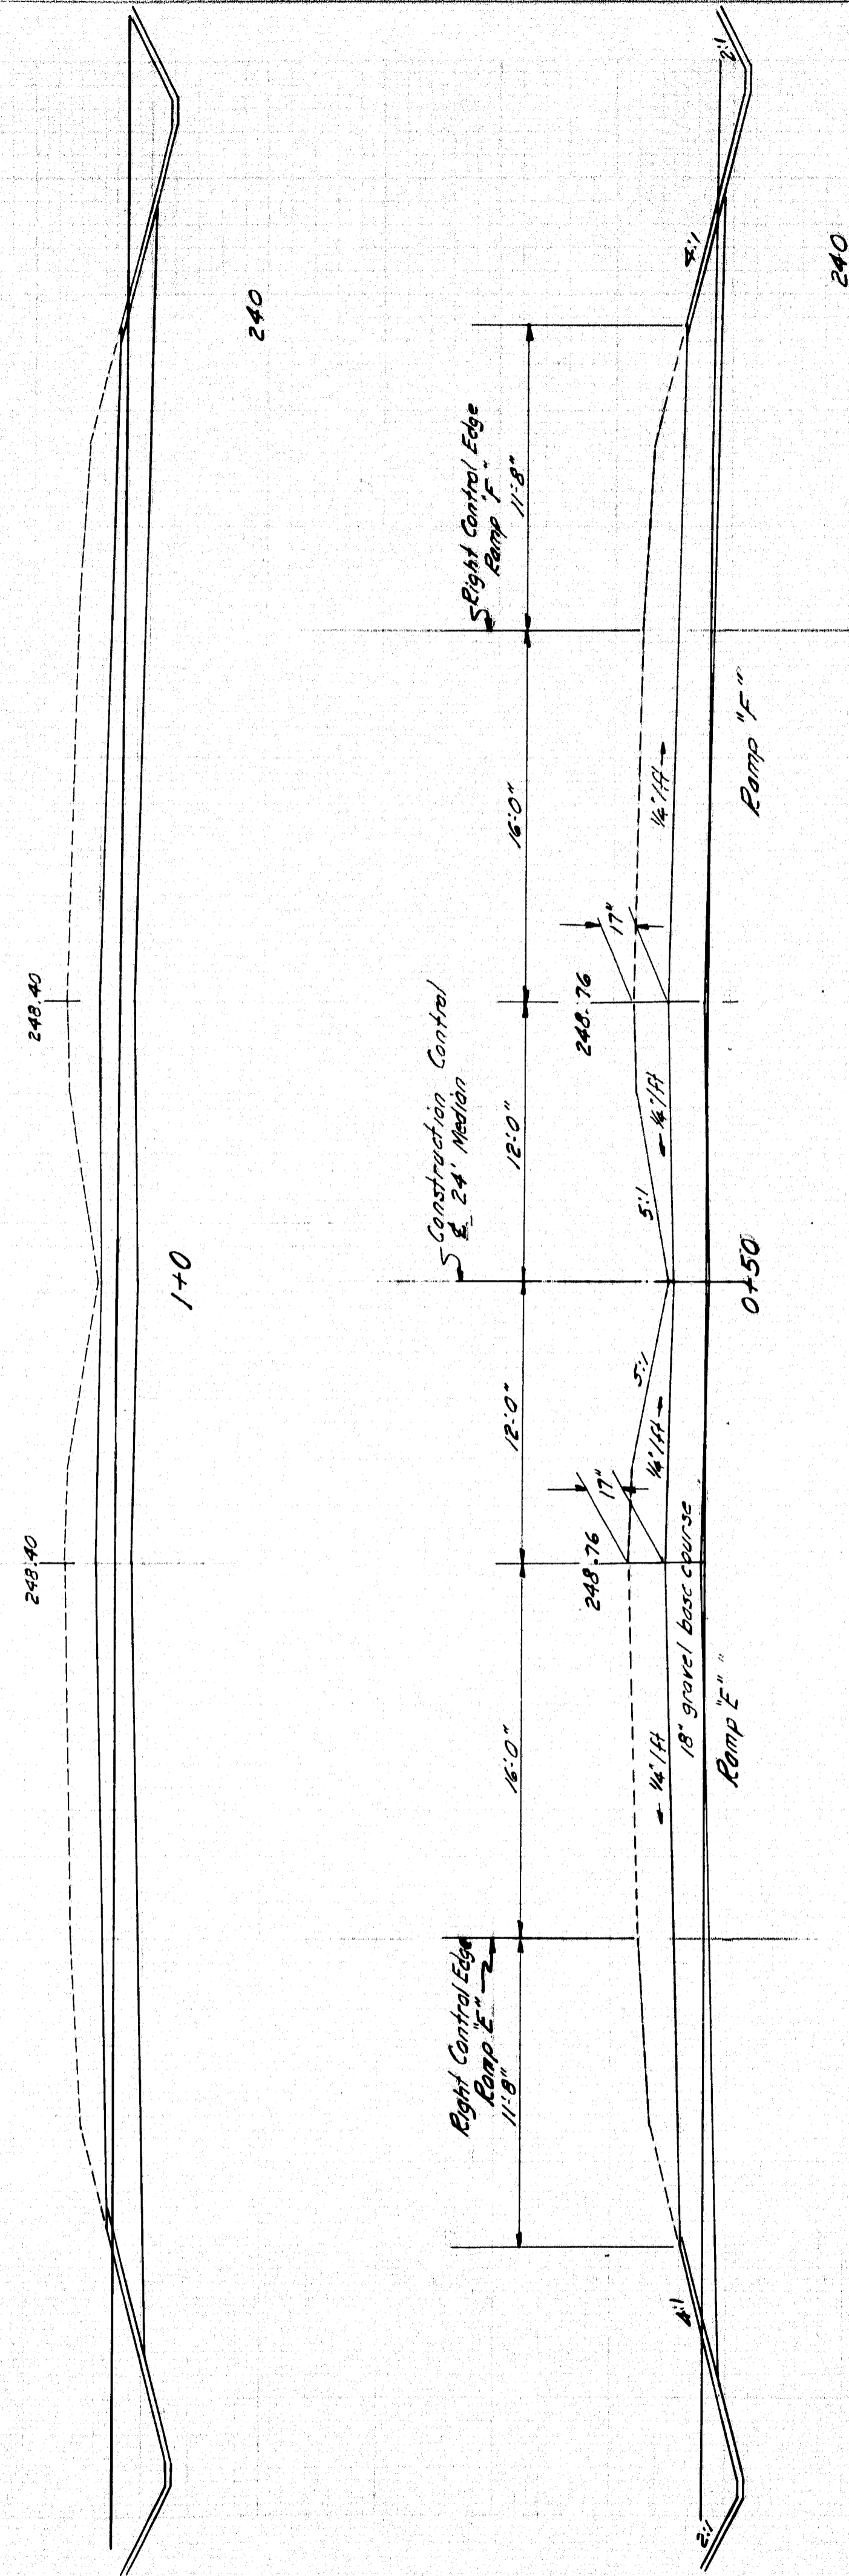 248.40
248.40
1+0
240
Construction Control
℄ 24' Median
Right Control Edge
Ramp "E"
11'-8"
16'-0"
12'-0"
12'-0"
16'-0"
Right Control Edge
Ramp "F"
11'-8"
248.76
17"
248.76
17"
2:1
4:1
1/4"/ft
1/4"/ft
5:1
5:1
1/4"/ft
1/4"/ft
4:1
2:1
18" gravel base course
Ramp "E" "
0+50
Ramp "F"
240